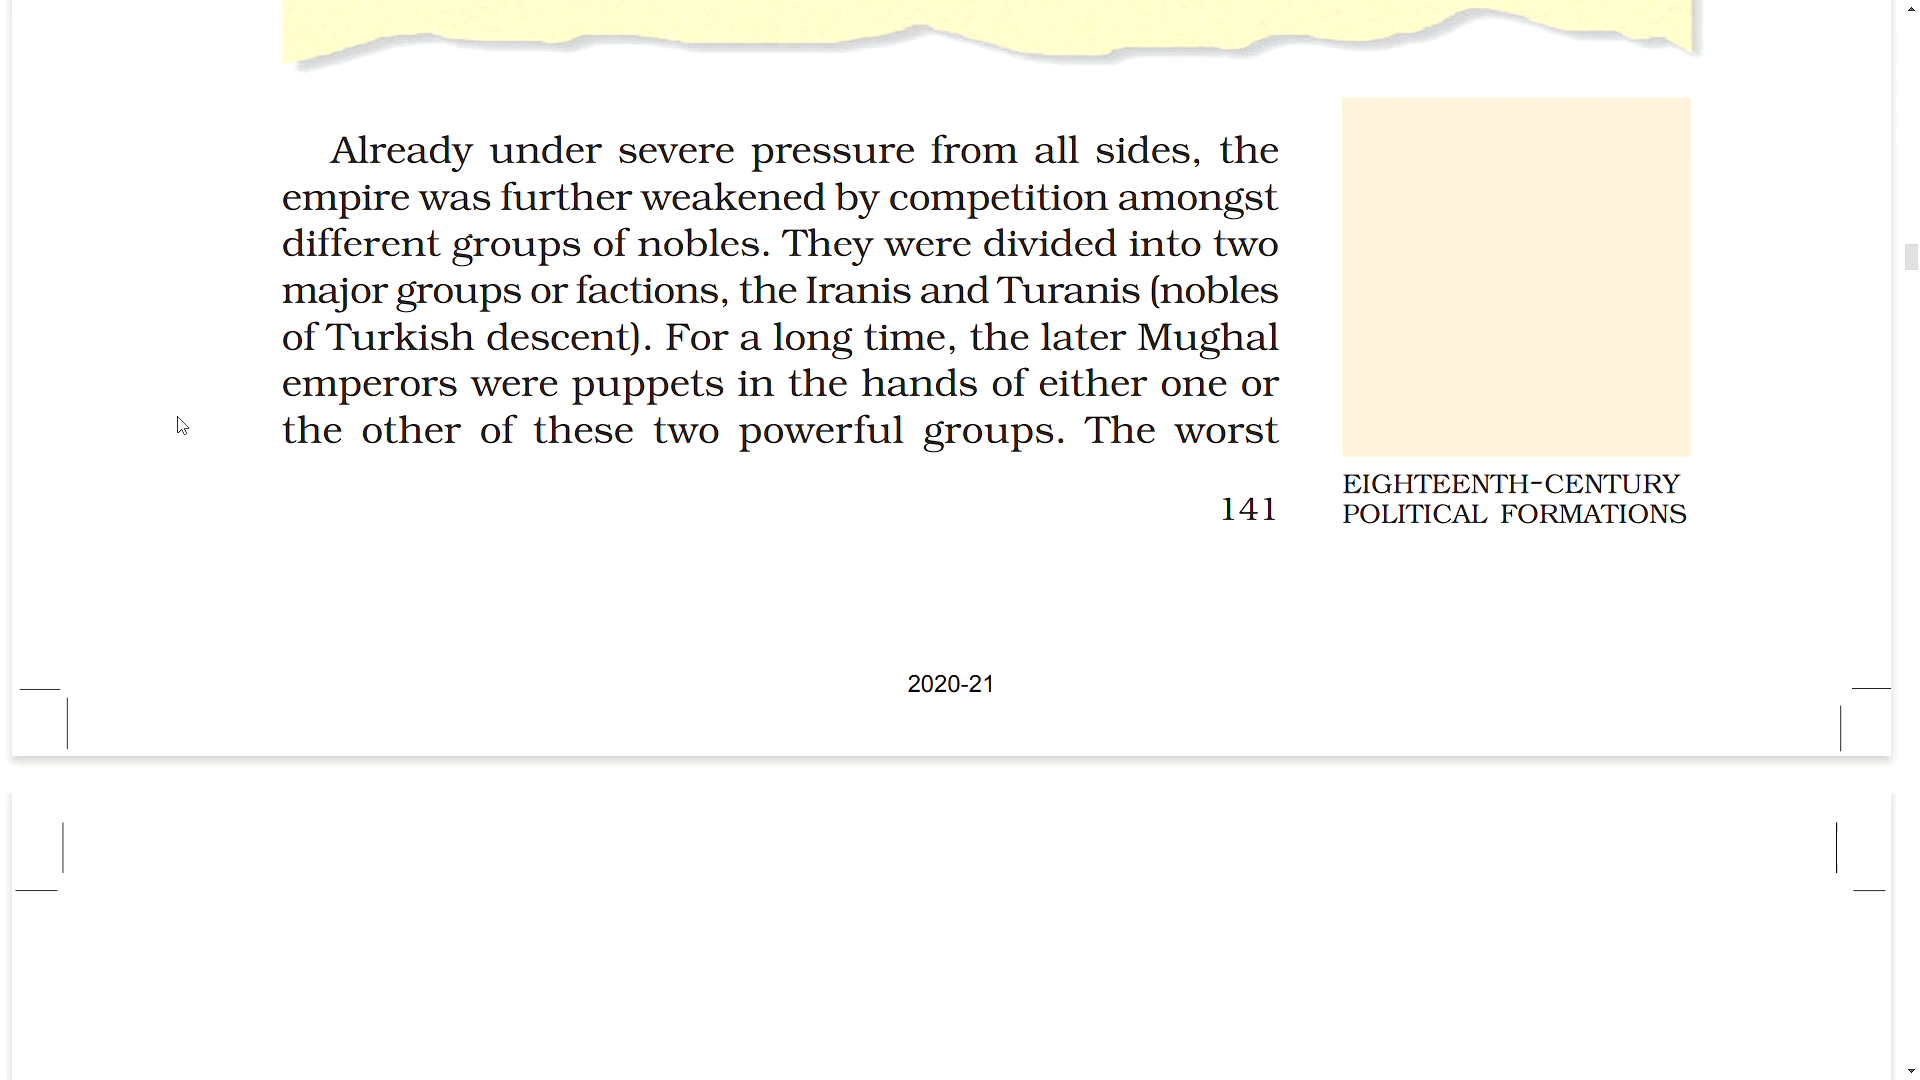 Already under severe pressure from all sides, the
empire was further weakened by competition amongst
different groups of nobles. They were divided into two
major groups or factions, the Iranis and Turanis (nobles
of Turkish descent). For a long time, the later Mughal
emperors were puppets in the hands of either one or
the other of these two powerful groups. The worst
141
EIGHTEENTH-CENTURY
POLITICAL FORMATIONS
2020-21